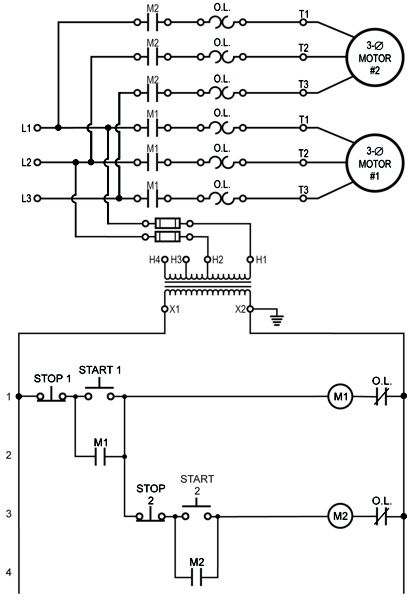 M2 O.L. T1
M2 O.L. T2 3-Ø MOTOR #2
M2 O.L. T3
L1 M1 O.L. T1
L2 M1 O.L. T2 3-Ø MOTOR #1
L3 M1 O.L. T3
H4 H3 H2 H1
X1 X2
STOP 1 START 1 O.L.
1 M1
M1
2
STOP 2 START 2 O.L.
3 M2
M2
4